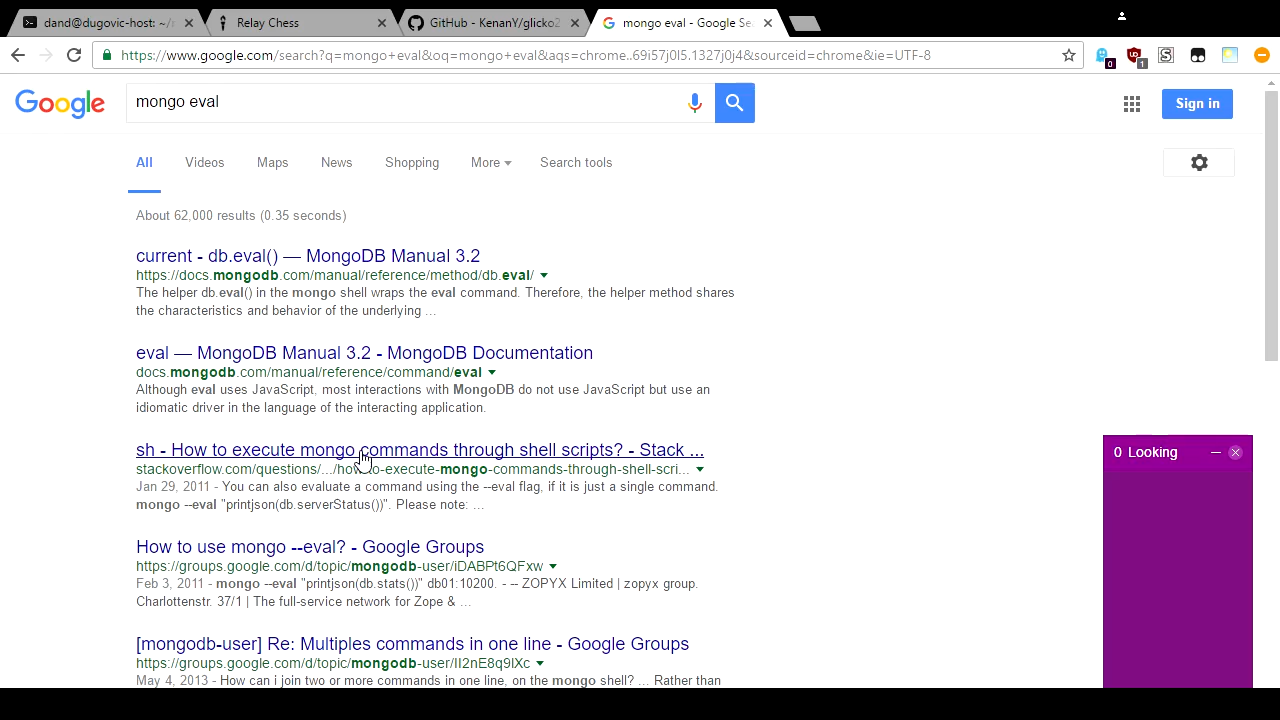 dand@dugovic-host: ~/
Relay Chess
GitHub - KenanY/glicko2
mongo eval - Google Se
https://www.google.com/search?q=mongo+eval&oq=mongo+eval&aqs=chrome..69i57j0l5.1327j0j4&sourceid=chrome&ie=UTF-8
0
1
Google
mongo eval
Sign in
All
Videos
Maps
News
Shopping
More
Search tools
About 62,000 results (0.35 seconds)
current - db.eval() — MongoDB Manual 3.2
https://docs.mongodb.com/manual/reference/method/db.eval/
The helper db.eval() in the mongo shell wraps the eval command. Therefore, the helper method shares
the characteristics and behavior of the underlying ...
eval — MongoDB Manual 3.2 - MongoDB Documentation
docs.mongodb.com/manual/reference/command/eval
Although eval uses JavaScript, most interactions with MongoDB do not use JavaScript but use an
idiomatic driver in the language of the interacting application.
sh - How to execute mongo commands through shell scripts? - Stack ...
stackoverflow.com/questions/.../how-to-execute-mongo-commands-through-shell-scri...
Jan 29, 2011 - You can also evaluate a command using the --eval flag, if it is just a single command.
mongo --eval "printjson(db.serverStatus())". Please note: ...
0 Looking
How to use mongo --eval? - Google Groups
https://groups.google.com/d/topic/mongodb-user/iDABPt6QFxw
Feb 3, 2011 - mongo --eval "printjson(db.stats())" db01:10200. - -- ZOPYX Limited | zopyx group.
Charlottenstr. 37/1 | The full-service network for Zope & ...
[mongodb-user] Re: Multiples commands in one line - Google Groups
https://groups.google.com/d/topic/mongodb-user/II2nE8q9lXc
May 4, 2013 - How can i join two or more commands in one line, on the mongo shell? ... Rather than